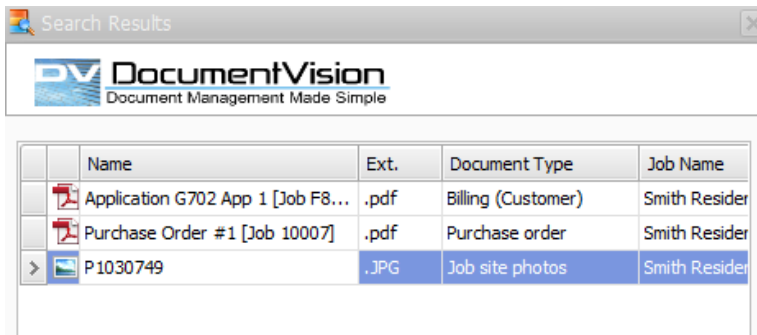 Search Results
DV DocumentVision
Document Management Made Simple
Name Ext. Document Type Job Name
Application G702 App 1 [Job F8... .pdf Billing (Customer) Smith Resider
Purchase Order #1 [Job 10007] .pdf Purchase order Smith Resider
P1030749 .JPG Job site photos Smith Resider